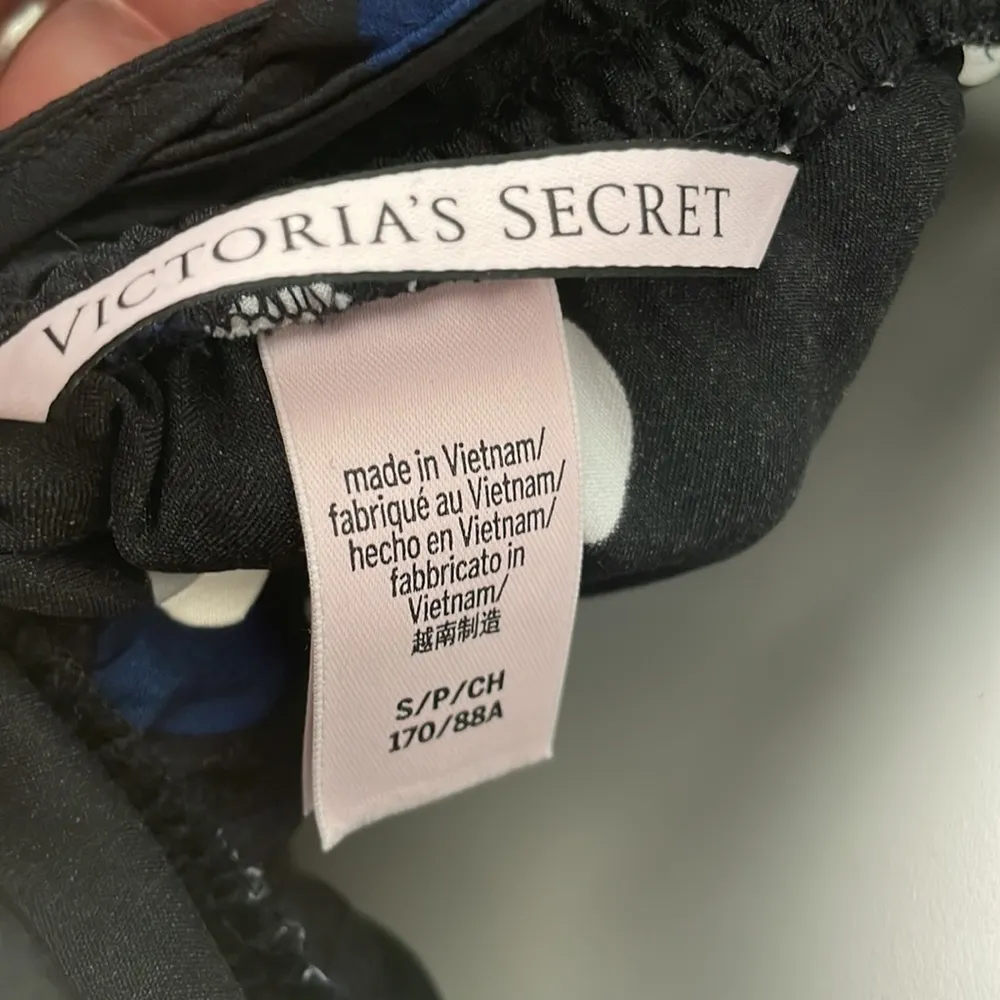 VICTORIA'S SECRET
made in Vietnam/
fabriqué au Vietnam/
hecho en Vietnam/
fabbricato in
Vietnam/
越南制造
S/P/CH
170/88A